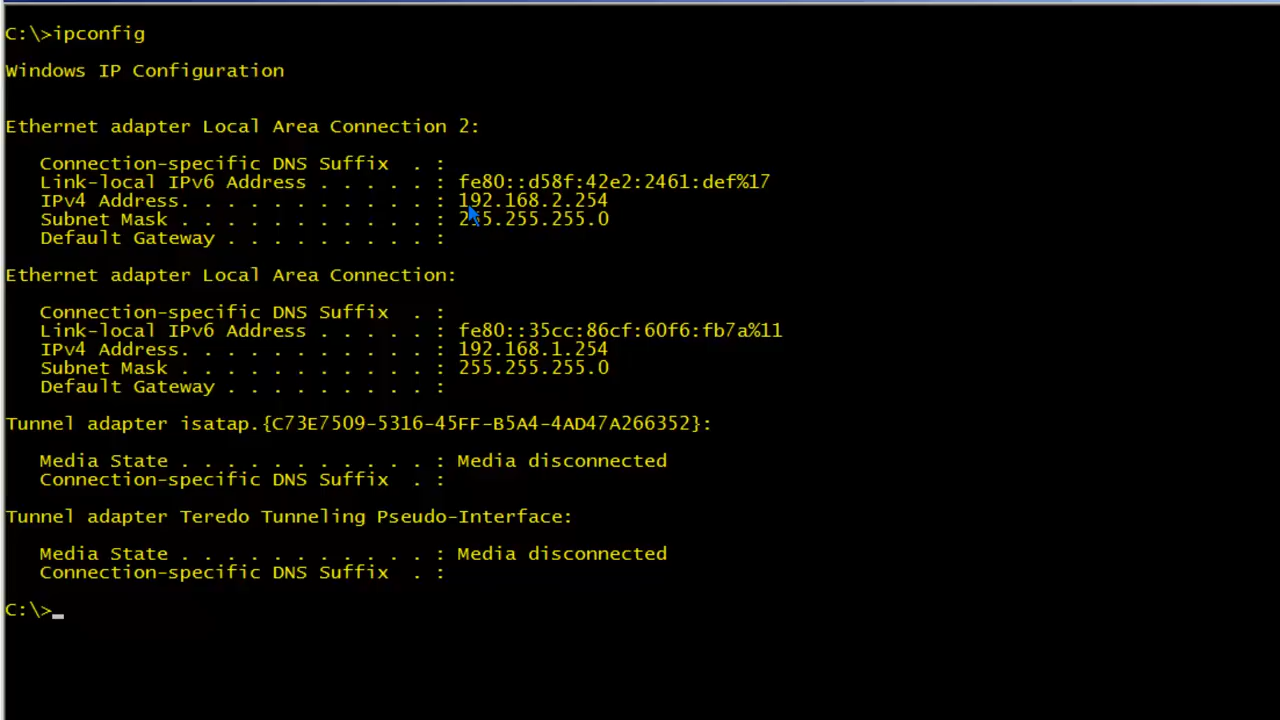 C:\>ipconfig
Windows IP Configuration
Ethernet adapter Local Area Connection 2:
Connection-specific DNS Suffix . :
Link-local IPv6 Address . . . . . : fe80::d58f:42e2:2461:def%17
IPv4 Address. . . . . . . . . . . : 192.168.2.254
Subnet Mask . . . . . . . . . . . : 255.255.255.0
Default Gateway . . . . . . . . . :
Ethernet adapter Local Area Connection:
Connection-specific DNS Suffix . :
Link-local IPv6 Address . . . . . : fe80::35cc:86cf:60f6:fb7a%11
IPv4 Address. . . . . . . . . . . : 192.168.1.254
Subnet Mask . . . . . . . . . . . : 255.255.255.0
Default Gateway . . . . . . . . . :
Tunnel adapter isatap.{C73E7509-5316-45FF-B5A4-4AD47A266352}:
Media State . . . . . . . . . . . : Media disconnected
Connection-specific DNS Suffix . :
Tunnel adapter Teredo Tunneling Pseudo-Interface:
Media State . . . . . . . . . . . : Media disconnected
Connection-specific DNS Suffix . :
C:\>_